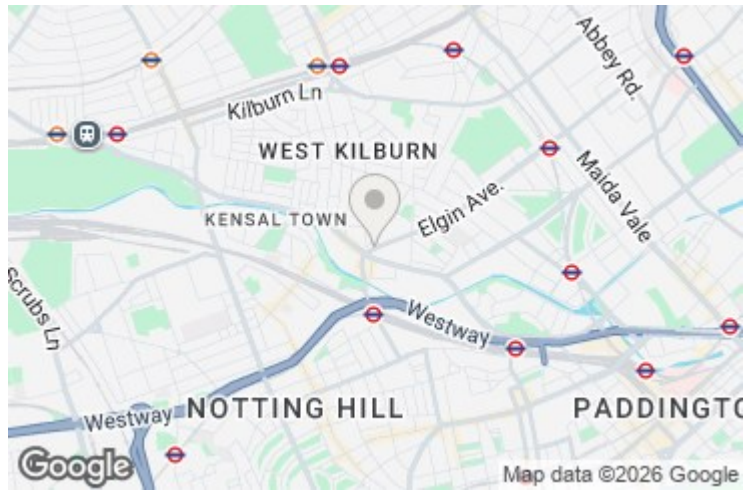 Abbey Rd.
Kilburn Ln
WEST KILBURN
Maida Vale
Elgin Ave.
KENSAL TOWN
Scrubs Ln
Westway
NOTTING HILL
PADDINGTO
Westway
Google
Map data ©2026 Google